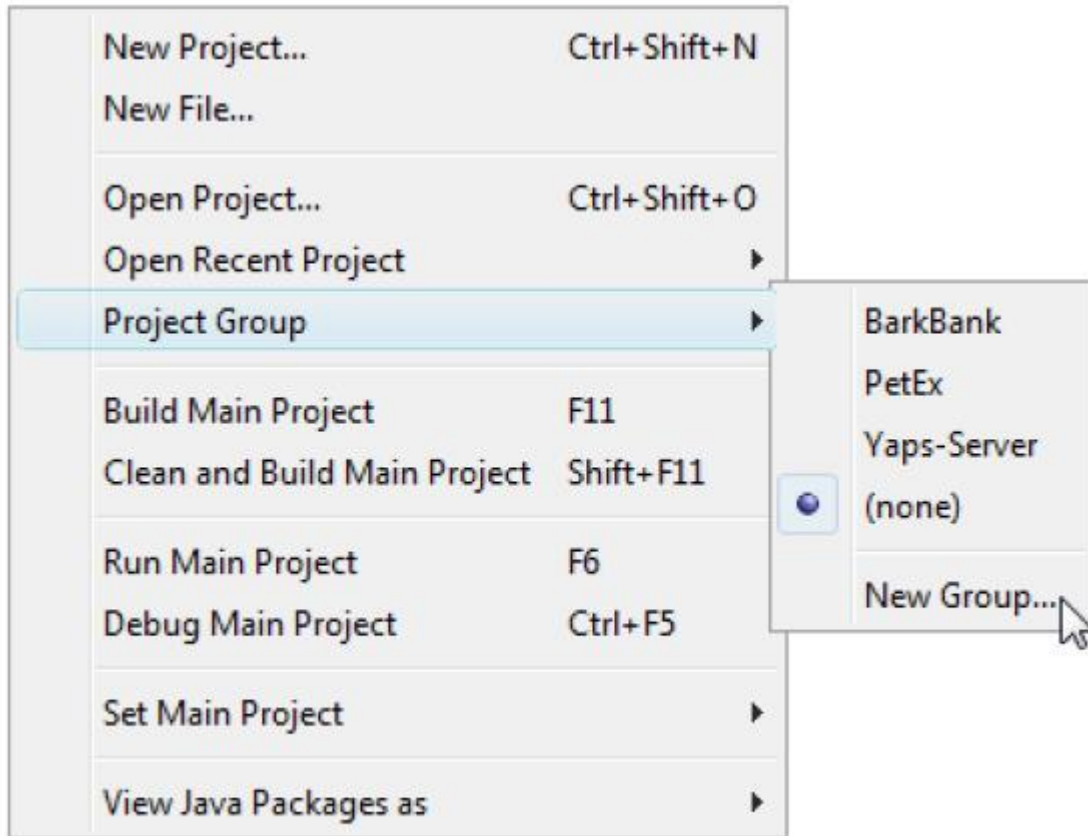 New Project... Ctrl+Shift+N
New File...
Open Project... Ctrl+Shift+O
Open Recent Project
Project Group
Build Main Project F11
Clean and Build Main Project Shift+F11
Run Main Project F6
Debug Main Project Ctrl+F5
Set Main Project
View Java Packages as
BarkBank
PetEx
Yaps-Server
(none)
New Group...